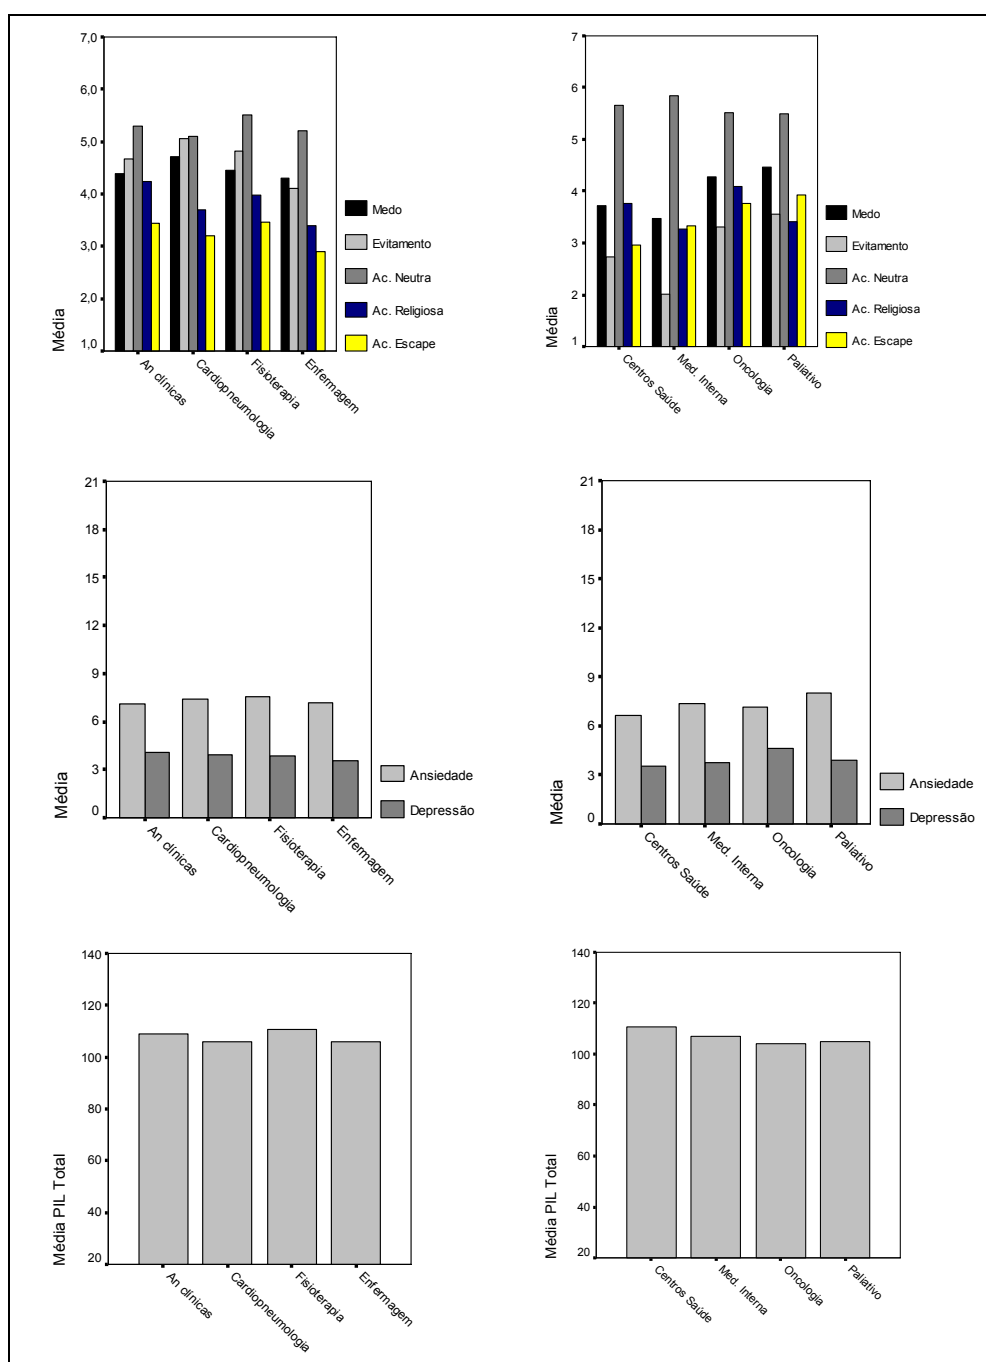 7,0
6,0
5,0
4,0
3,0
2,0
1,0
Média
An clínicas
Cardiopneumologia
Fisioterapia
Enfermagem
Medo
Evitamento
Ac. Neutra
Ac. Religiosa
Ac. Escape
7
6
5
4
3
2
1
Média
Centros Saúde
Med. Interna
Oncologia
Paliativo
Medo
Evitamento
Ac. Neutra
Ac. Religiosa
Ac. Escape
21
18
15
12
9
6
3
0
Média
An clínicas
Cardiopneumologia
Fisioterapia
Enfermagem
Ansiedade
Depressão
21
18
15
12
9
6
3
0
Média
Centros Saúde
Med. Interna
Oncologia
Paliativo
Ansiedade
Depressão
140
120
100
80
60
40
20
Média PIL Total
An clínicas
Cardiopneumologia
Fisioterapia
Enfermagem
140
120
100
80
60
40
20
Média PIL Total
Centros Saúde
Med. Interna
Oncologia
Paliativo